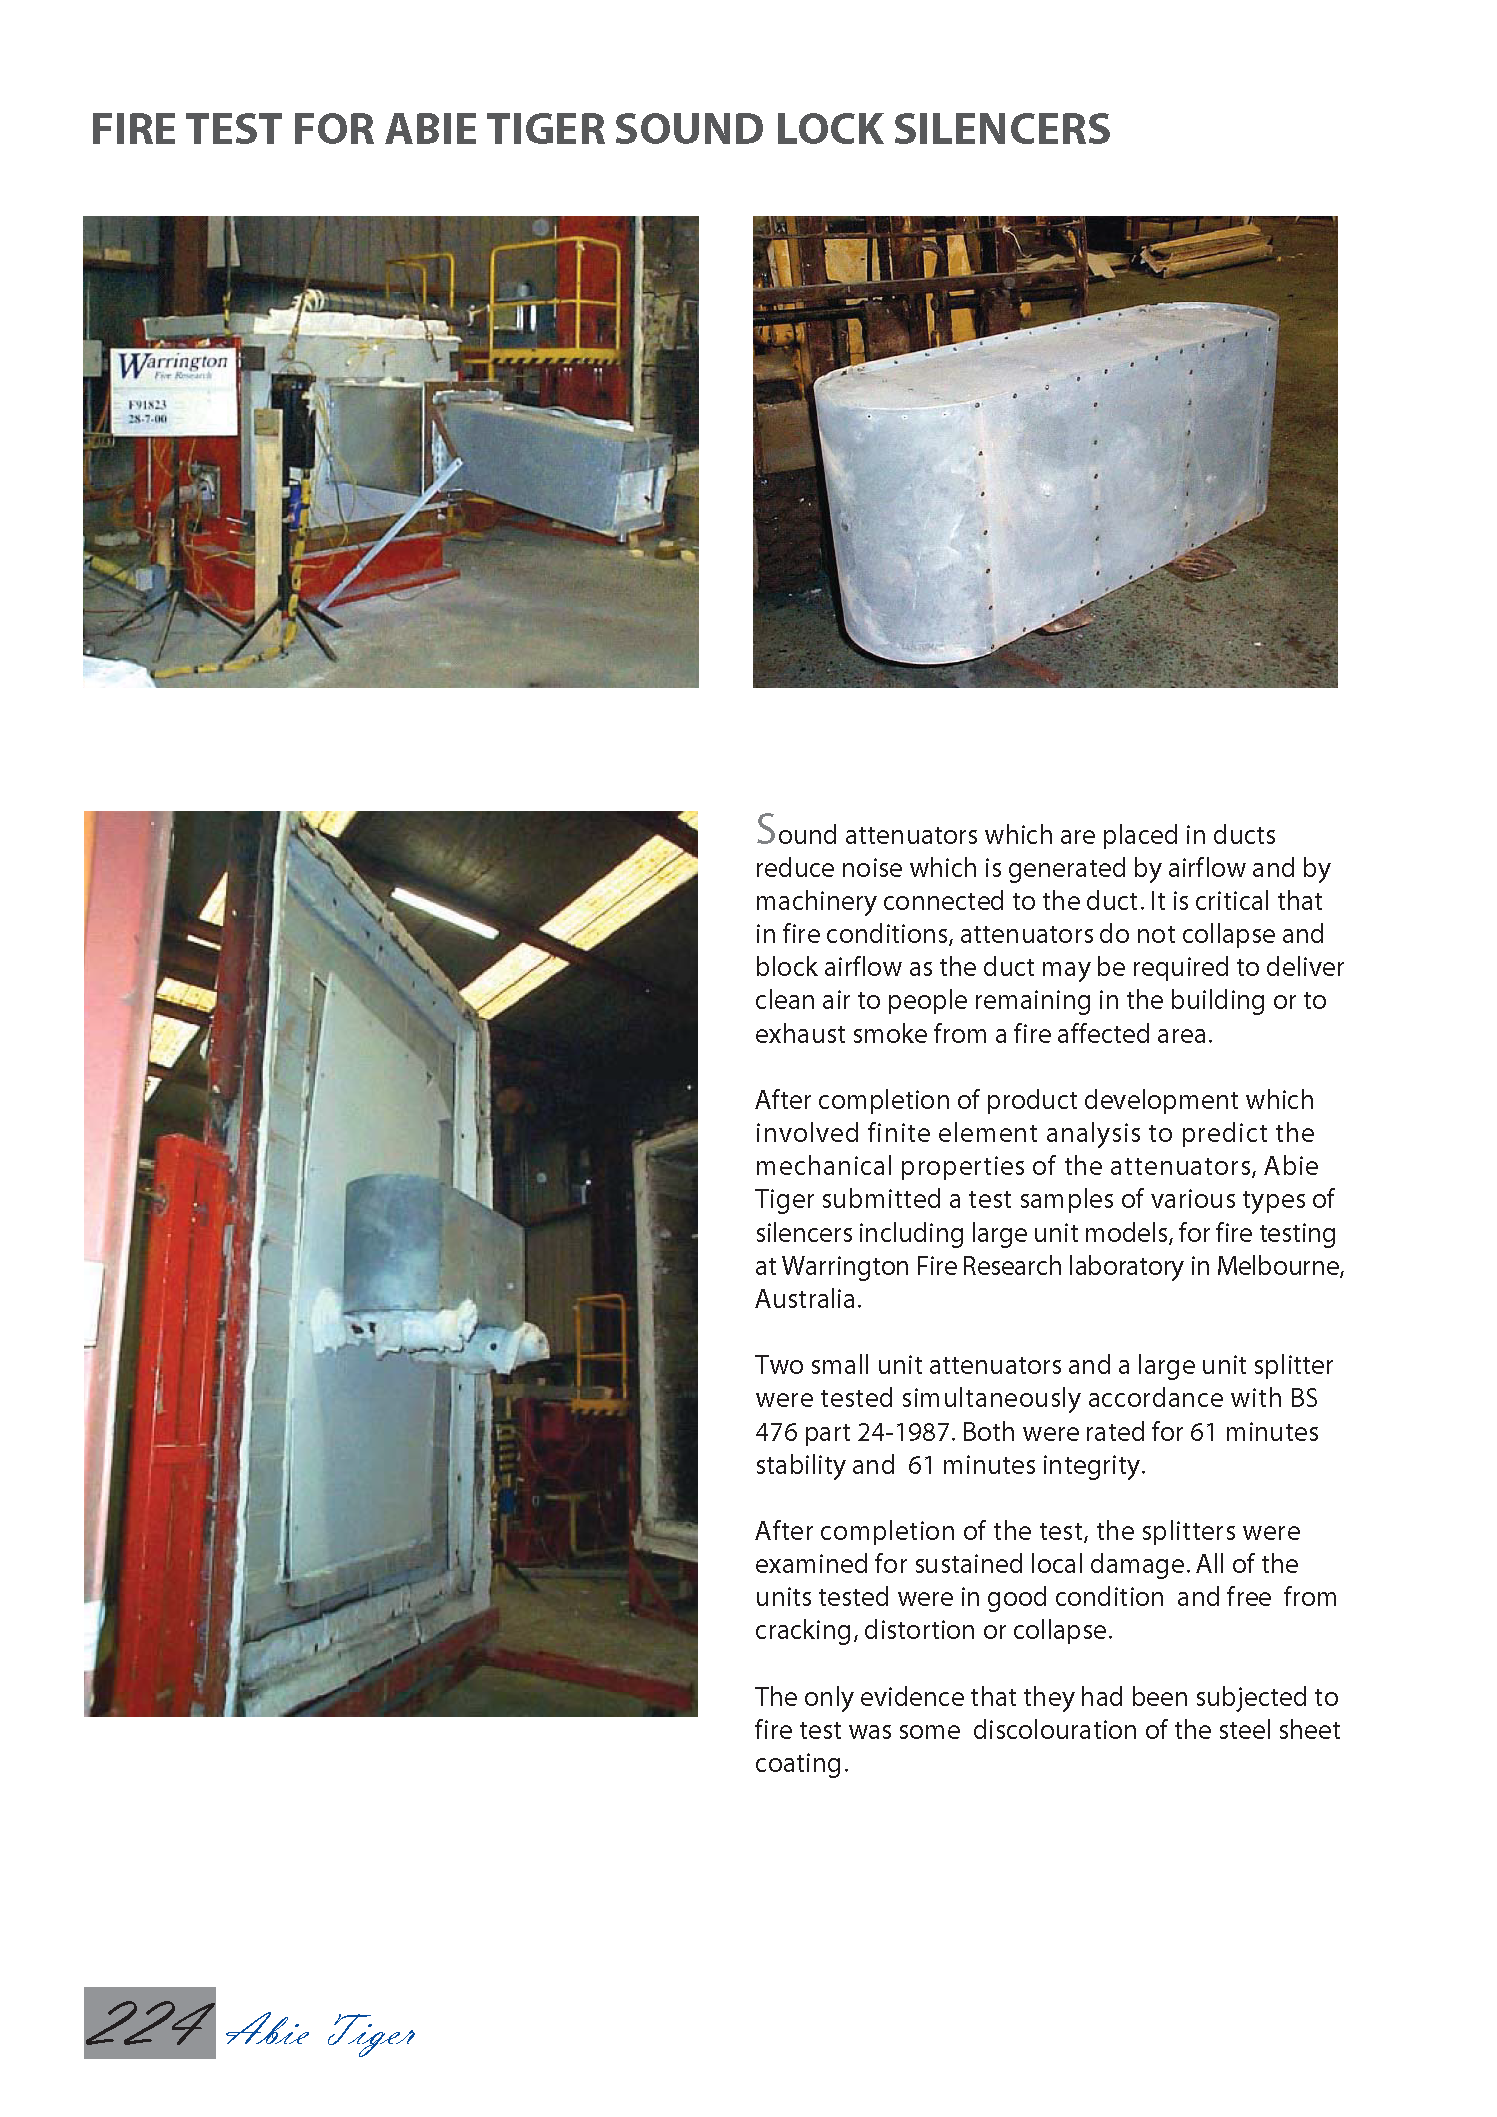 FIRE TEST FOR ABIE TIGER SOUND LOCK SILENCERS
Warrington
Fire Research
F91823
28-7-00
Sound attenuators which are placed in ducts
reduce noise which is generated by airflow and by
machinery connected to the duct. It is critical that
in fire conditions, attenuators do not collapse and
block airflow as the duct may be required to deliver
clean air to people remaining in the building or to
exhaust smoke from a fire affected area.
After completion of product development which
involved finite element analysis to predict the
mechanical properties of the attenuators, Abie
Tiger submitted a test samples of various types of
silencers including large unit models, for fire testing
at Warrington Fire Research laboratory in Melbourne,
Australia.
Two small unit attenuators and a large unit splitter
were tested simultaneously accordance with BS
476 part 24-1987. Both were rated for 61 minutes
stability and 61 minutes integrity.
After completion of the test, the splitters were
examined for sustained local damage. All of the
units tested were in good condition and free from
cracking, distortion or collapse.
The only evidence that they had been subjected to
fire test was some discolouration of the steel sheet
coating.
224 Abie Tiger